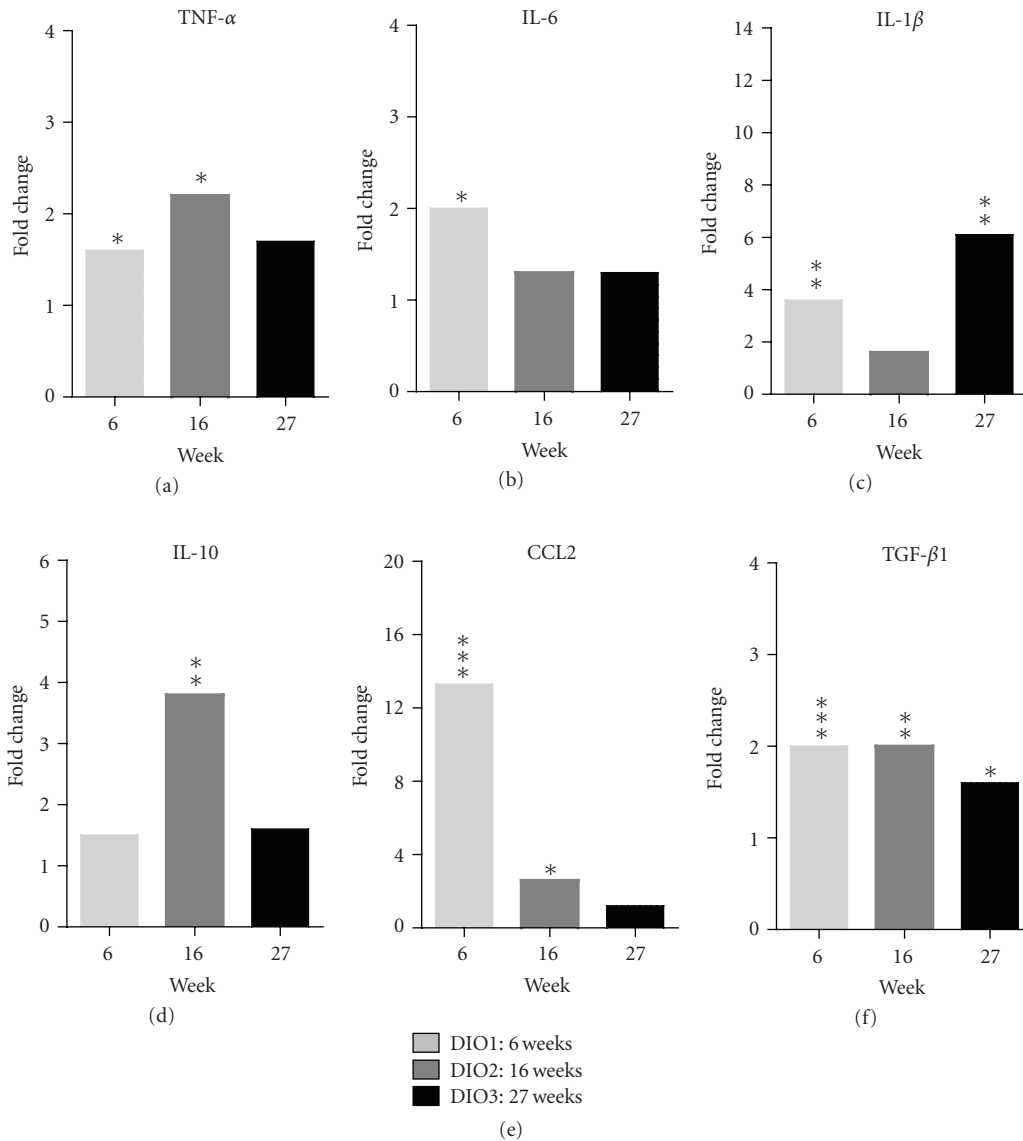 TNF-α
4
3
2
1
0
Fold change
*
*
6 16 27
Week
(a)
IL-6
4
3
2
1
0
Fold change
*
6 16 27
Week
(b)
IL-1β
14
12
10
8
6
4
2
0
Fold change
**
**
6 16 27
Week
(c)
IL-10
6
5
4
3
2
1
0
Fold change
**
6 16 27
Week
(d)
CCL2
20
16
12
8
4
0
Fold change
***
*
6 16 27
Week
DIO1: 6 weeks
DIO2: 16 weeks
DIO3: 27 weeks
(e)
TGF-β1
4
3
2
1
0
Fold change
***
**
*
6 16 27
Week
(f)